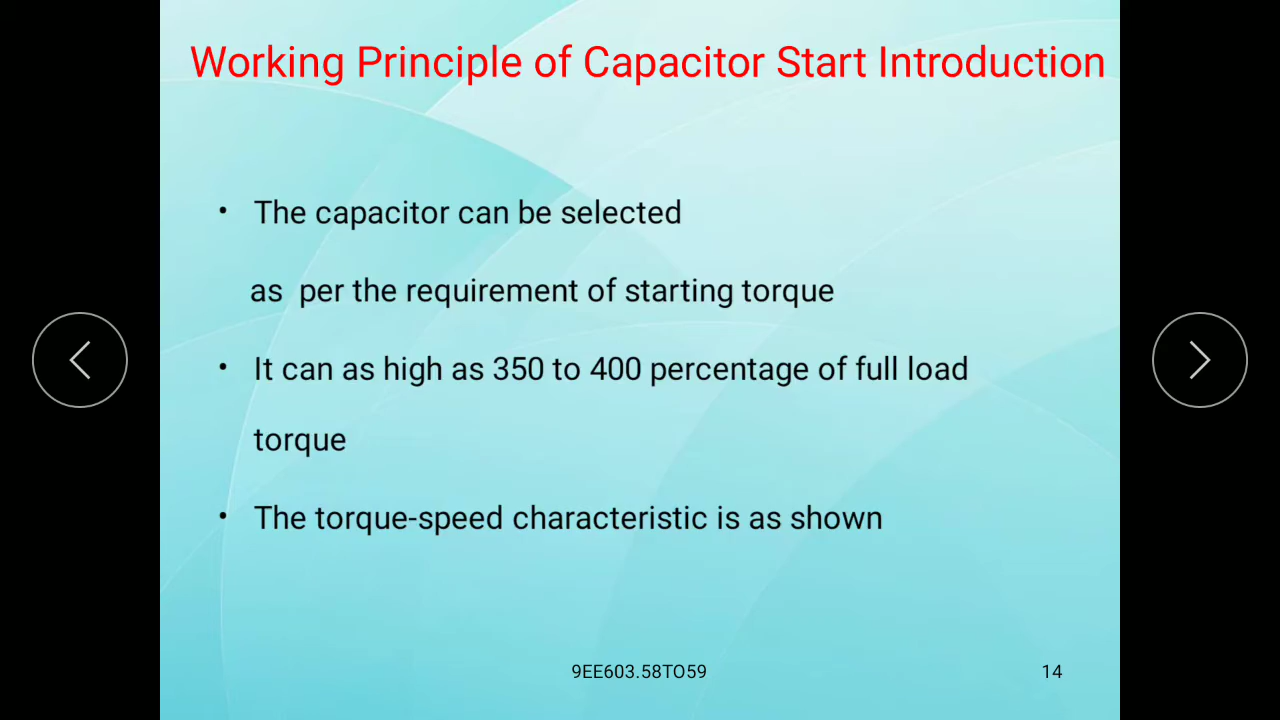 Working Principle of Capacitor Start Introduction
• The capacitor can be selected
as per the requirement of starting torque
• It can as high as 350 to 400 percentage of full load
torque
• The torque-speed characteristic is as shown
9EE603.58TO59
14